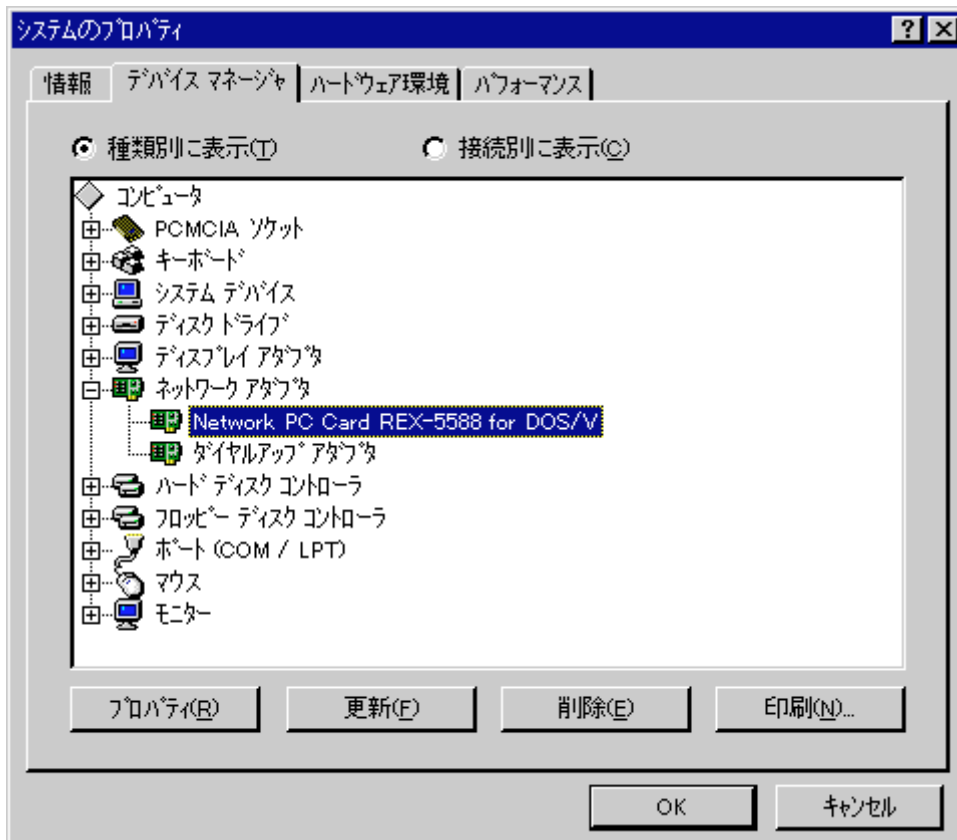 システムのﾌﾟﾛﾊﾟﾃｨ
情報 ﾃﾞﾊﾞｲｽ ﾏﾈｰｼﾞｬ ﾊｰﾄﾞｳｪｱ環境 ﾊﾟﾌｫｰﾏﾝｽ
種類別に表示(T) 接続別に表示(C)
ｺﾝﾋﾟｭｰﾀ
PCMCIA ｿｹｯﾄ
ｷｰﾎﾞｰﾄﾞ
ｼｽﾃﾑ ﾃﾞﾊﾞｲｽ
ﾃﾞｨｽｸ ﾄﾞﾗｲﾌﾞ
ﾃﾞｨｽﾌﾟﾚｲ ｱﾀﾞﾌﾟﾀ
ﾈｯﾄﾜｰｸ ｱﾀﾞﾌﾟﾀ
Network PC Card REX-5588 for DOS/V
ﾀﾞｲﾔﾙｱｯﾌﾟ ｱﾀﾞﾌﾟﾀ
ﾊｰﾄﾞ ﾃﾞｨｽｸ ｺﾝﾄﾛｰﾗ
ﾌﾛｯﾋﾟｰ ﾃﾞｨｽｸ ｺﾝﾄﾛｰﾗ
ﾎﾟｰﾄ (COM / LPT)
ﾏｳｽ
ﾓﾆﾀｰ
ﾌﾟﾛﾊﾟﾃｨ(R) 更新(F) 削除(E) 印刷(N)...
OK ｷｬﾝｾﾙ